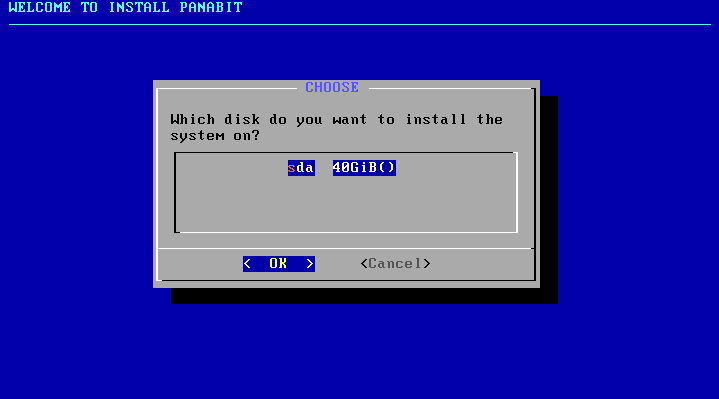 WELCOME TO INSTALL PANABIT
CHOOSE
Which disk do you want to install the
system on?
sda 40GiB()
< OK > <Cancel>